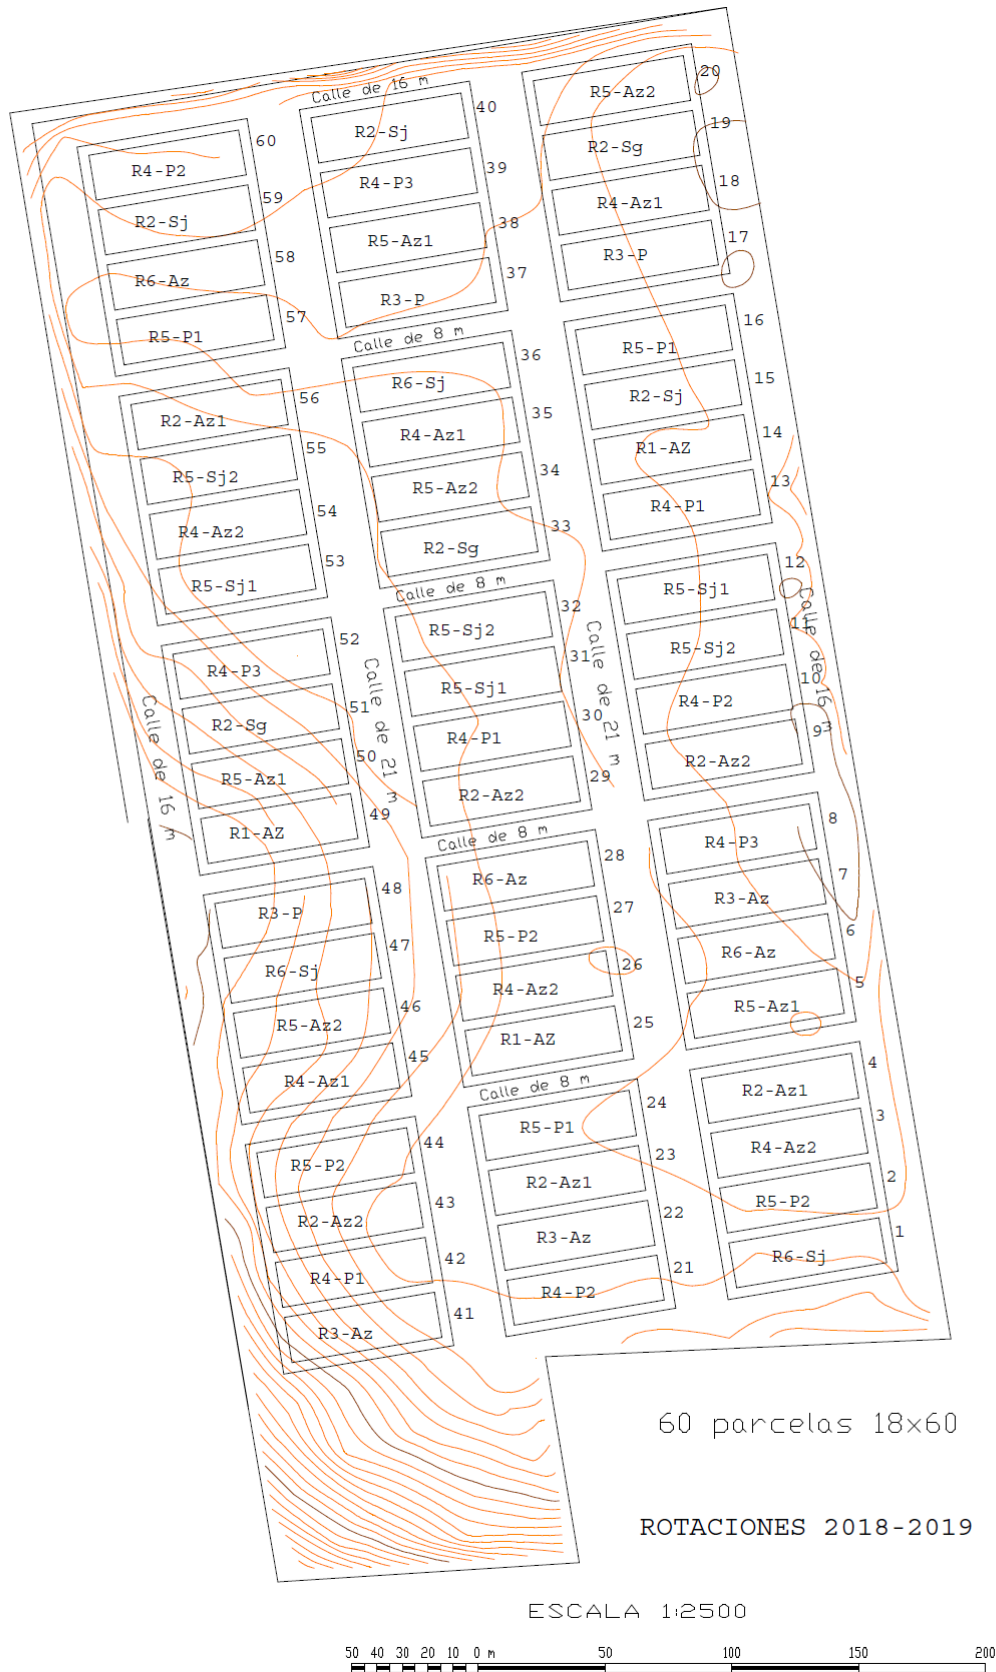 Calle de 16 m
R5-Az2 20
R2-Sg 19
R4-Az1 18
R3-P 17
R2-Sj 40
R4-P3 39
R5-Az1 38
R3-P 37
R4-P2 60
R2-Sj 59
R6-Az 58
R5-P1 57
Calle de 8 m
R5-P1 16
R2-Sj 15
R1-AZ 14
R4-P1 13
R6-Sj 36
R4-Az1 35
R5-Az2 34
R2-Sg 33
R2-Az1 56
R5-Sj2 55
R4-Az2 54
R5-Sj1 53
Calle de 8 m
R5-Sj1 12
R5-Sj2 11
R4-P2 10
R2-Az2 9
Calle de 16 m
R5-Sj2 32
R5-Sj1 31
R4-P1 30
R2-Az2 29
Calle de 21 m
R4-P3 52
R2-Sg 51
R5-Az1 50
R1-AZ 49
Calle de 21 m
Calle de 16 m
Calle de 8 m
R4-P3 8
R3-Az 7
R6-Az 6
R5-Az1 5
R6-Az 28
R5-P2 27
R4-Az2 26
R1-AZ 25
R3-P 48
R6-Sj 47
R5-Az2 46
R4-Az1 45
Calle de 8 m
R2-Az1 4
R4-Az2 3
R5-P2 2
R6-Sj 1
R5-P1 24
R2-Az1 23
R3-Az 22
R4-P2 21
R5-P2 44
R2-Az2 43
R4-P1 42
R3-Az 41
60 parcelas 18x60
ROTACIONES 2018-2019
ESCALA 1:2500
50 40 30 20 10 0 m 50 100 150 200